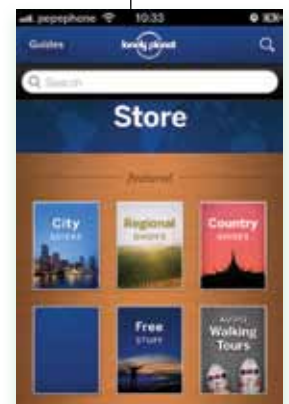 pepephone 10:33
Guides lonely planet
Search
Store
Featured
City
GUIDES
Regional
GUIDES
Country
GUIDES
Free
STUFF
AUDIO
Walking
Tours